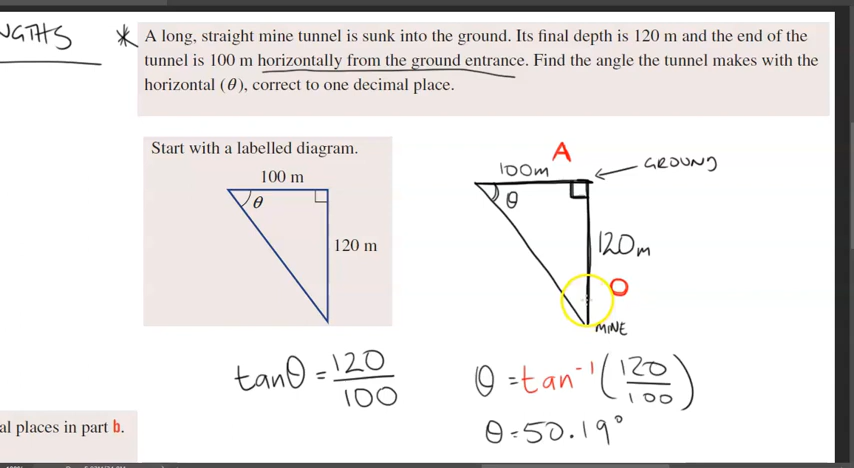 NGTHS
* A long, straight mine tunnel is sunk into the ground. Its final depth is 120 m and the end of the
tunnel is 100 m horizontally from the ground entrance. Find the angle the tunnel makes with the
horizontal (θ), correct to one decimal place.
Start with a labelled diagram.
100 m
θ
120 m
A
100m
GROUND
θ
120m
O
MINE
tanθ = 120/100
θ = tan⁻¹(120/100)
θ = 50.19°
al places in part b.